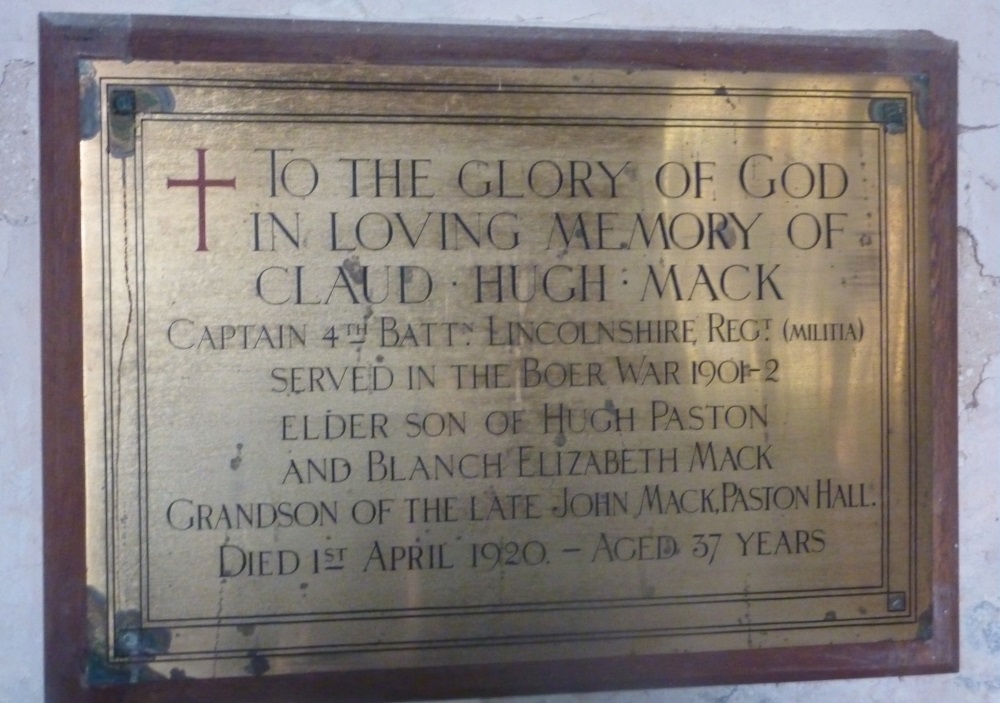 To THE GLORY OF GOD
IN LOVING MEMORY OF
CLAUD · HUGH · MACK
CAPTAIN 4TH BATTN. LINCOLNSHIRE REGT. (MILITIA)
SERVED IN THE BOER WAR 1901-2
ELDER SON OF HUGH PASTON
AND BLANCH ELIZABETH MACK
GRANDSON OF THE LATE JOHN MACK, PASTON HALL.
DIED 1ST APRIL 1920. – AGED 37 YEARS